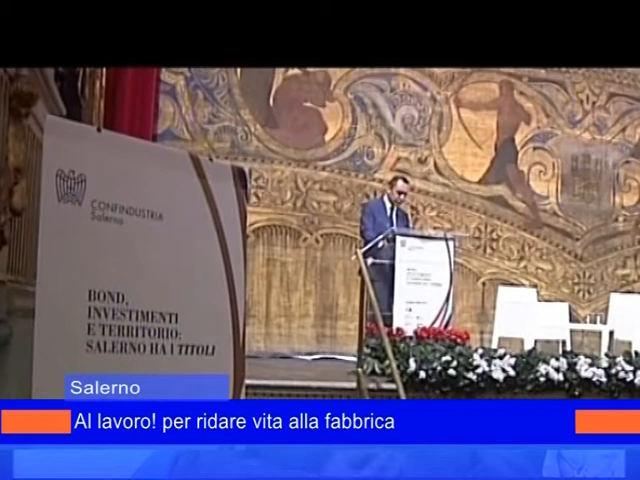 CONFINDUSTRIA
Salerno
BOND,
INVESTIMENTI
E TERRITORIO:
SALERNO HA I TITOLI
Salerno
Al lavoro! per ridare vita alla fabbrica